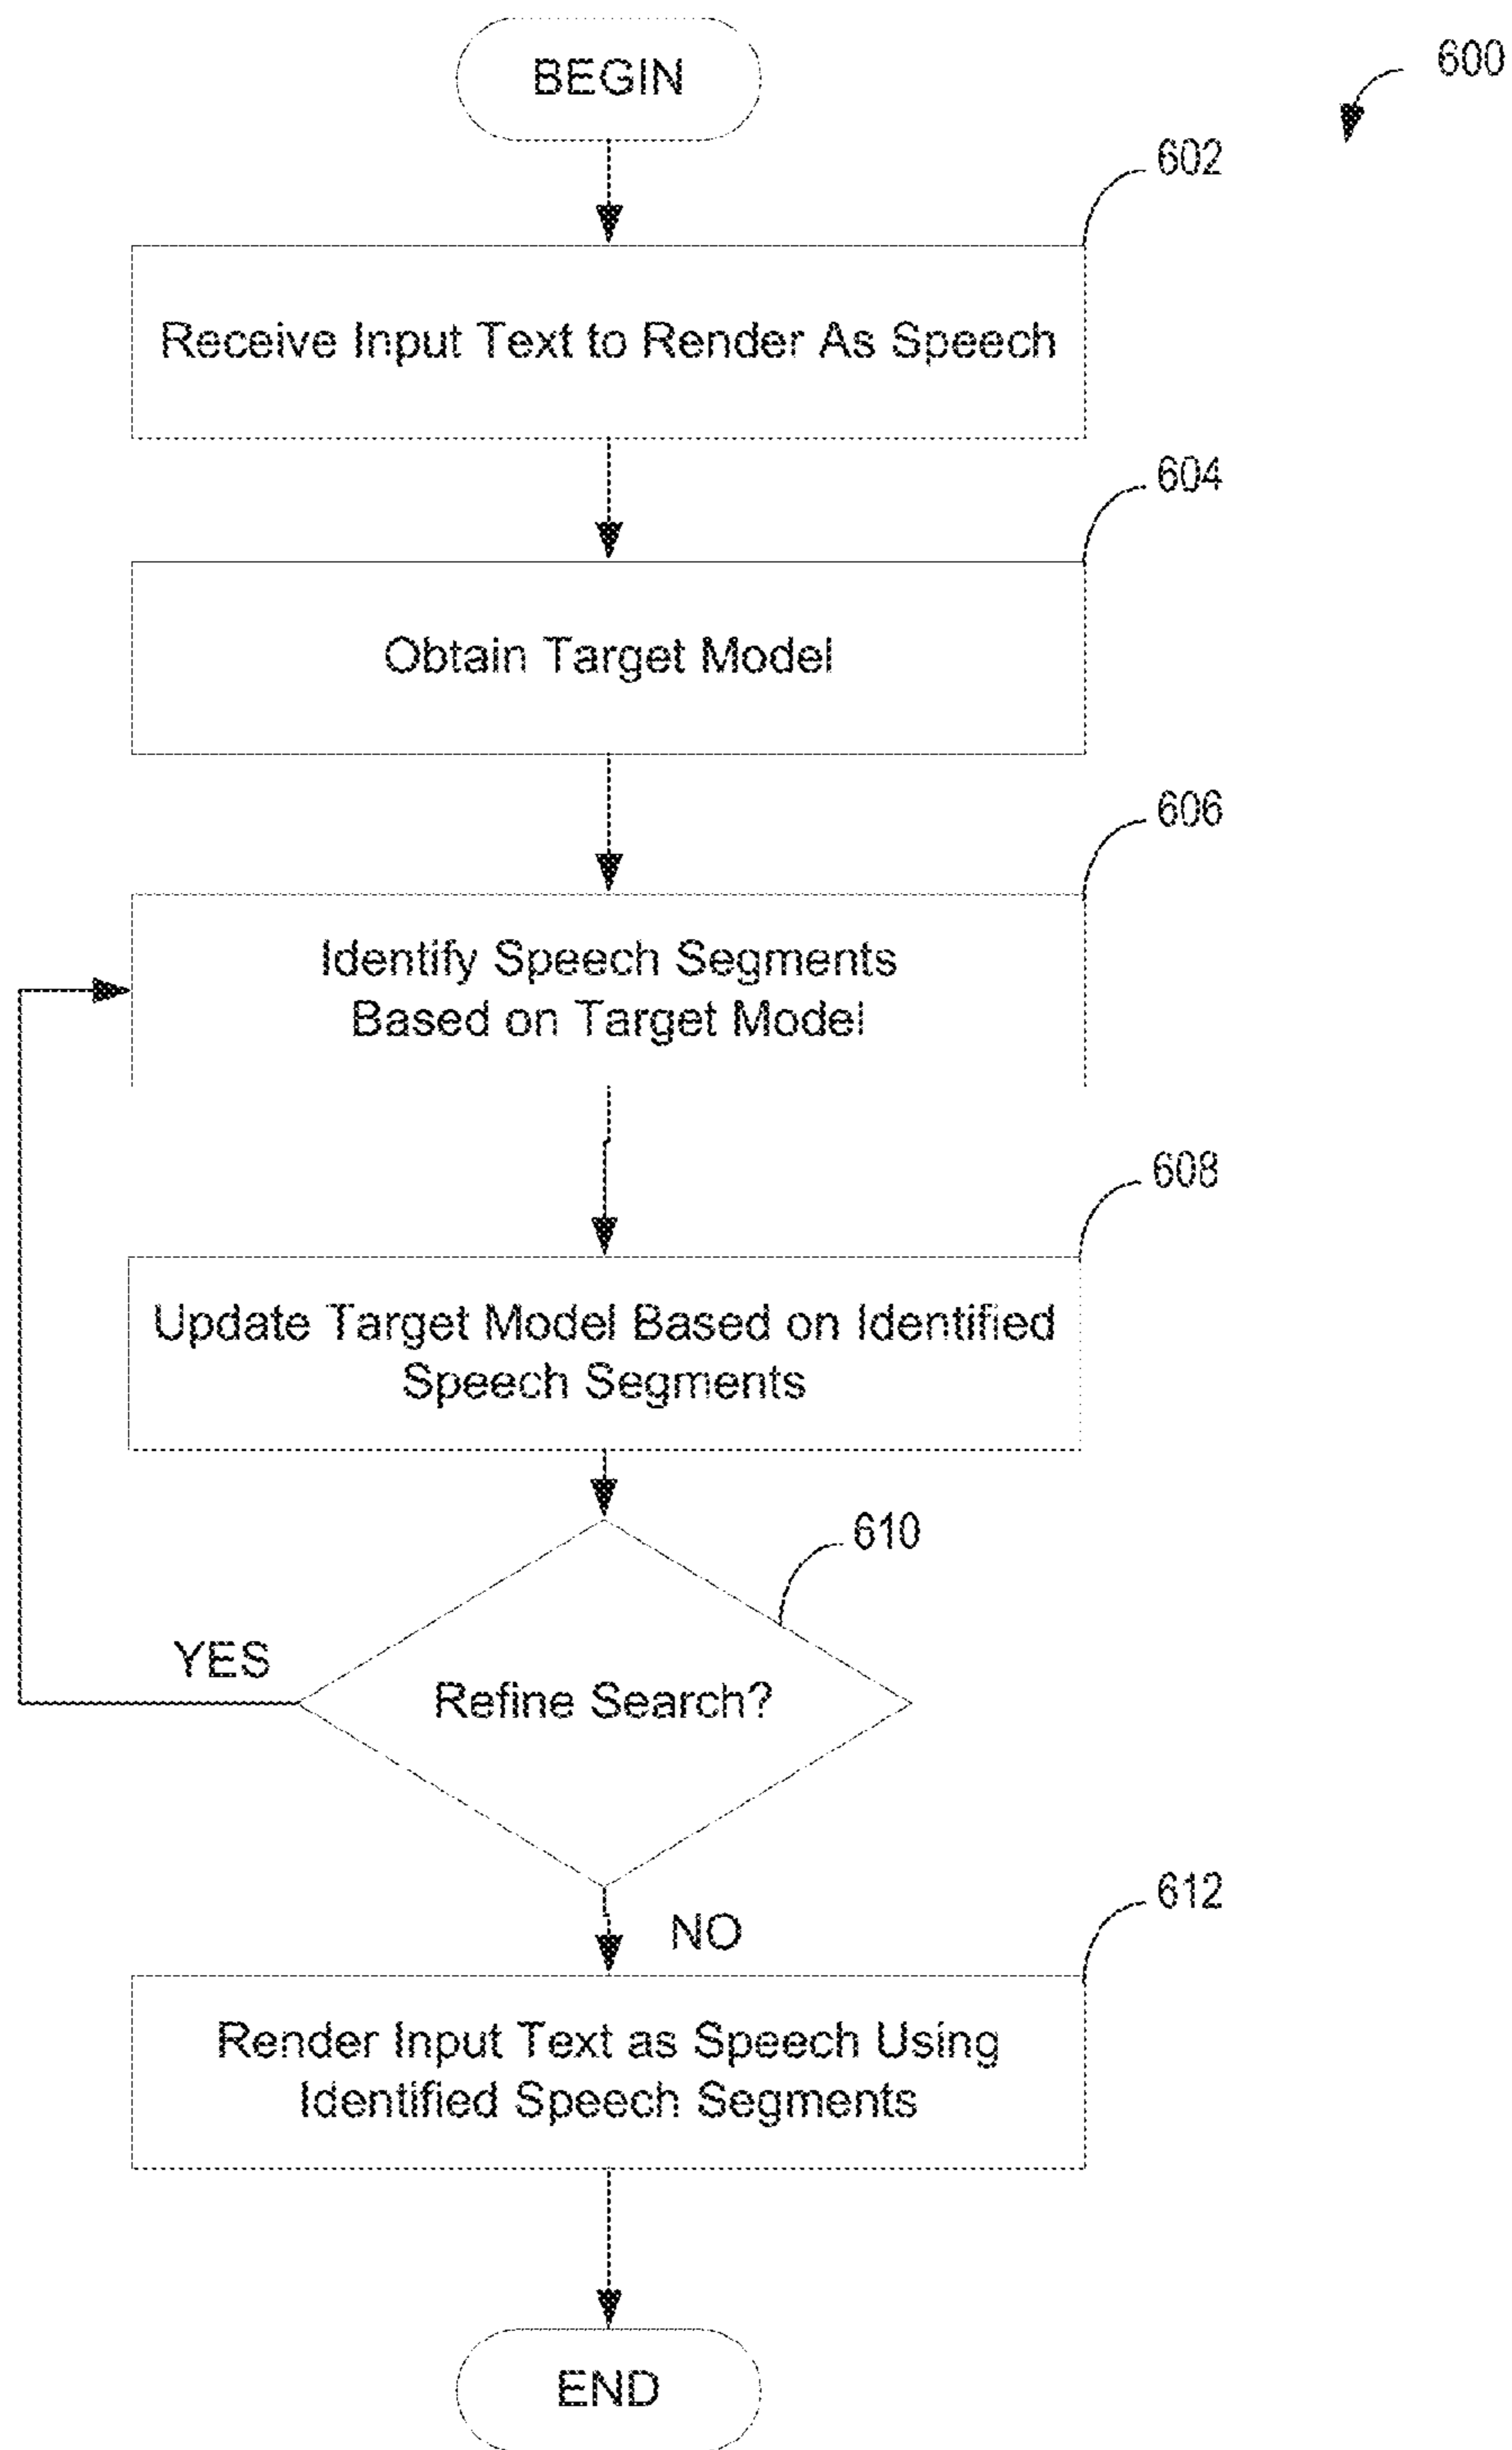 BEGIN
600
602
Receive Input Text to Render As Speech
604
Obtain Target Model
606
Identify Speech Segments
Based on Target Model
608
Update Target Model Based on Identified
Speech Segments
610
YES
Refine Search?
NO
612
Render Input Text as Speech Using
Identified Speech Segments
END